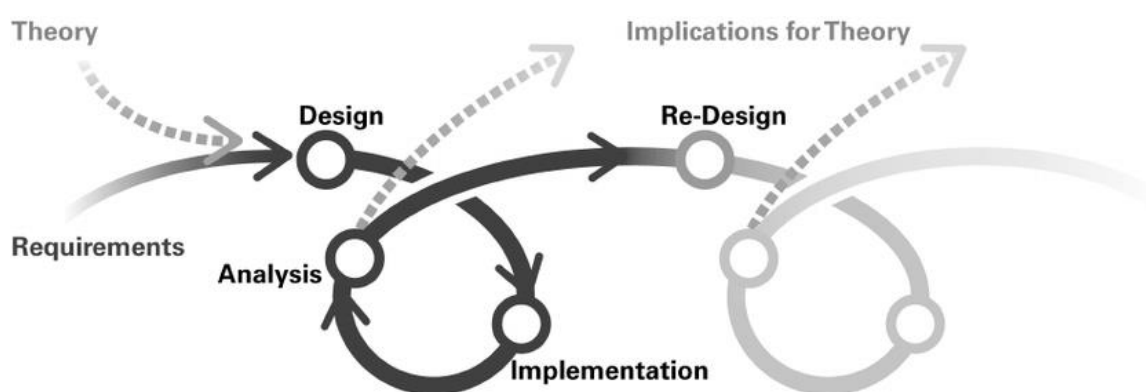 Theory
Implications for Theory
Design
Re-Design
Requirements
Analysis
Implementation